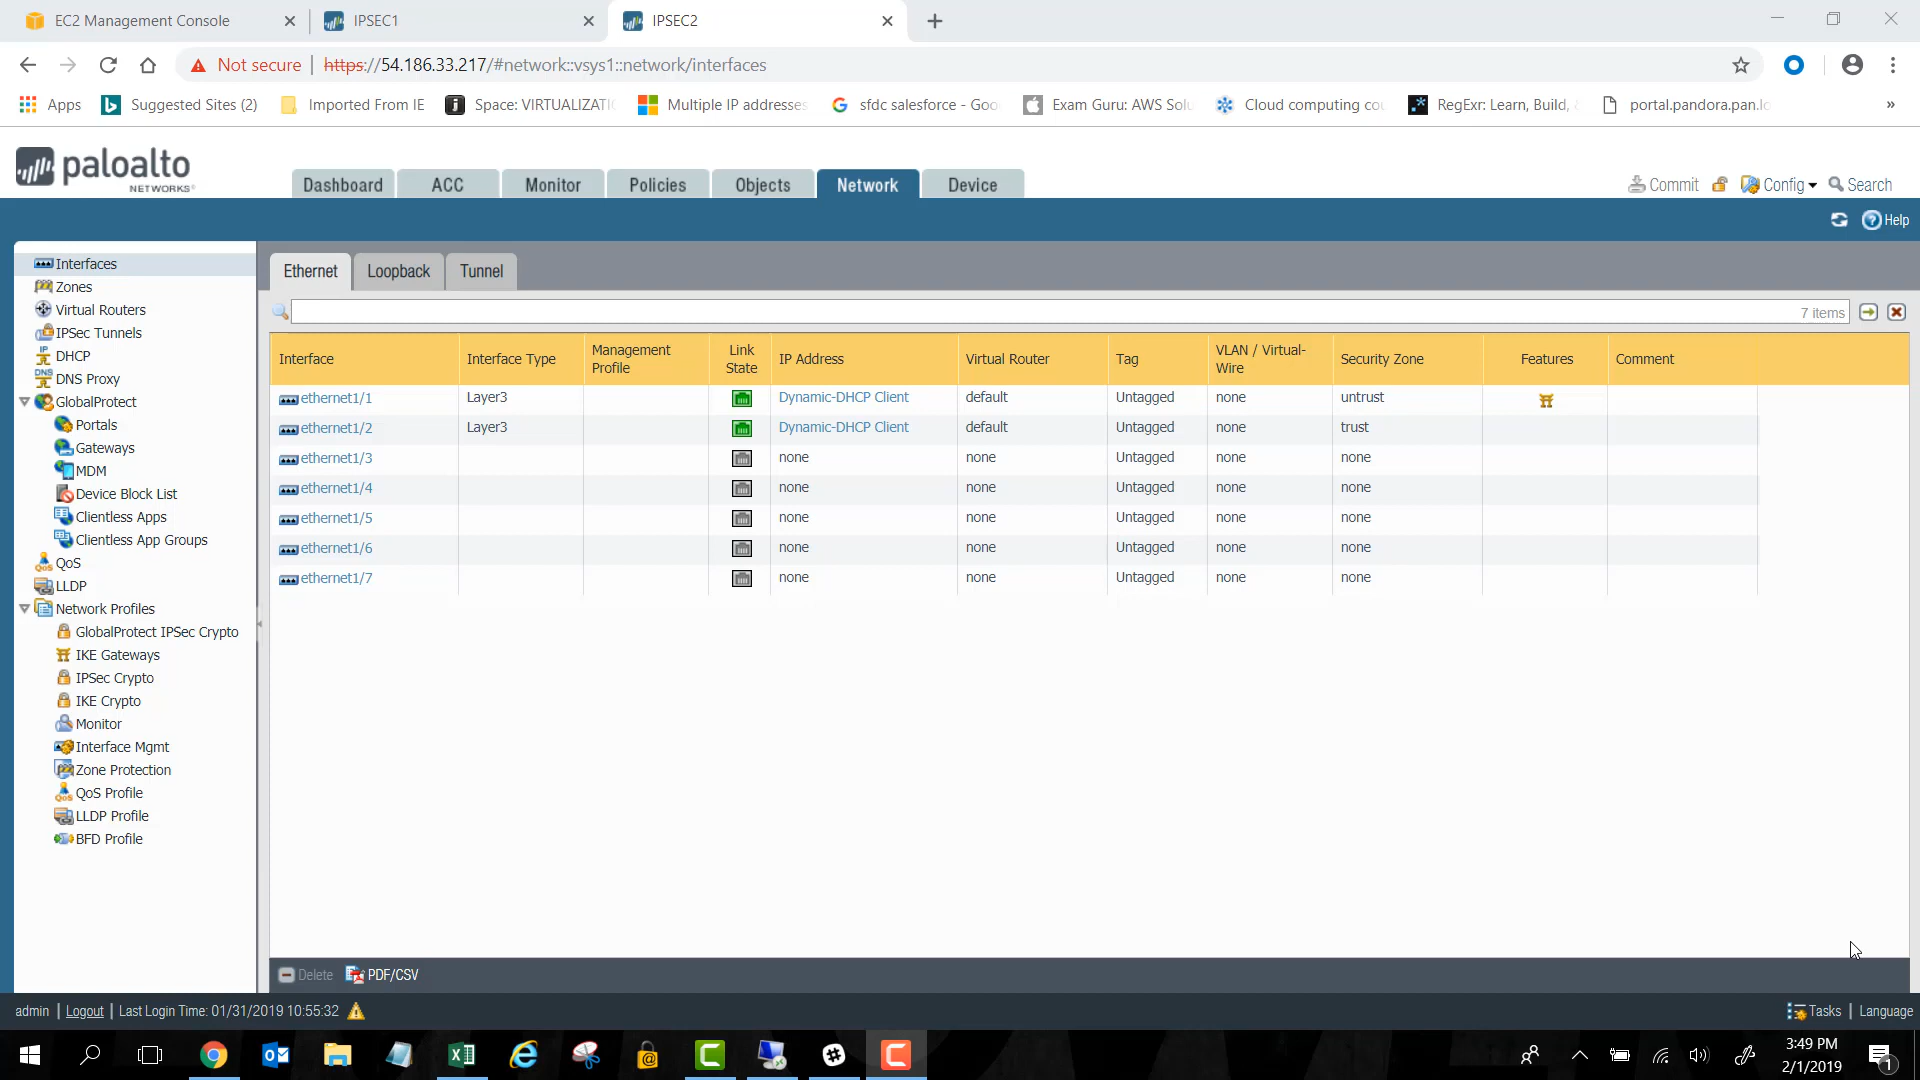 EC2 Management Console
IPSEC1
IPSEC2
Not secure | https://54.186.33.217/#network::vsys1::network/interfaces
Apps
Suggested Sites (2)
Imported From IE
Space: VIRTUALIZATI
Multiple IP addresses
sfdc salesforce - Goo
Exam Guru: AWS Solu
Cloud computing cou
RegExr: Learn, Build, &
portal.pandora.pan.lo
»
paloalto
NETWORKS
Dashboard
ACC
Monitor
Policies
Objects
Network
Device
Commit
Config
Search
Help
Interfaces
Zones
Virtual Routers
IPSec Tunnels
DHCP
DNS Proxy
GlobalProtect
Portals
Gateways
MDM
Device Block List
Clientless Apps
Clientless App Groups
QoS
LLDP
Network Profiles
GlobalProtect IPSec Crypto
IKE Gateways
IPSec Crypto
IKE Crypto
Monitor
Interface Mgmt
Zone Protection
QoS Profile
LLDP Profile
BFD Profile
Ethernet
Loopback
Tunnel
7 items
Interface
Interface Type
Management Profile
Link State
IP Address
Virtual Router
Tag
VLAN / Virtual-Wire
Security Zone
Features
Comment
ethernet1/1 Layer3 Dynamic-DHCP Client default Untagged none untrust
ethernet1/2 Layer3 Dynamic-DHCP Client default Untagged none trust
ethernet1/3 none none Untagged none none
ethernet1/4 none none Untagged none none
ethernet1/5 none none Untagged none none
ethernet1/6 none none Untagged none none
ethernet1/7 none none Untagged none none
Delete
PDF/CSV
admin | Logout | Last Login Time: 01/31/2019 10:55:32
Tasks | Language
3:49 PM
2/1/2019
1